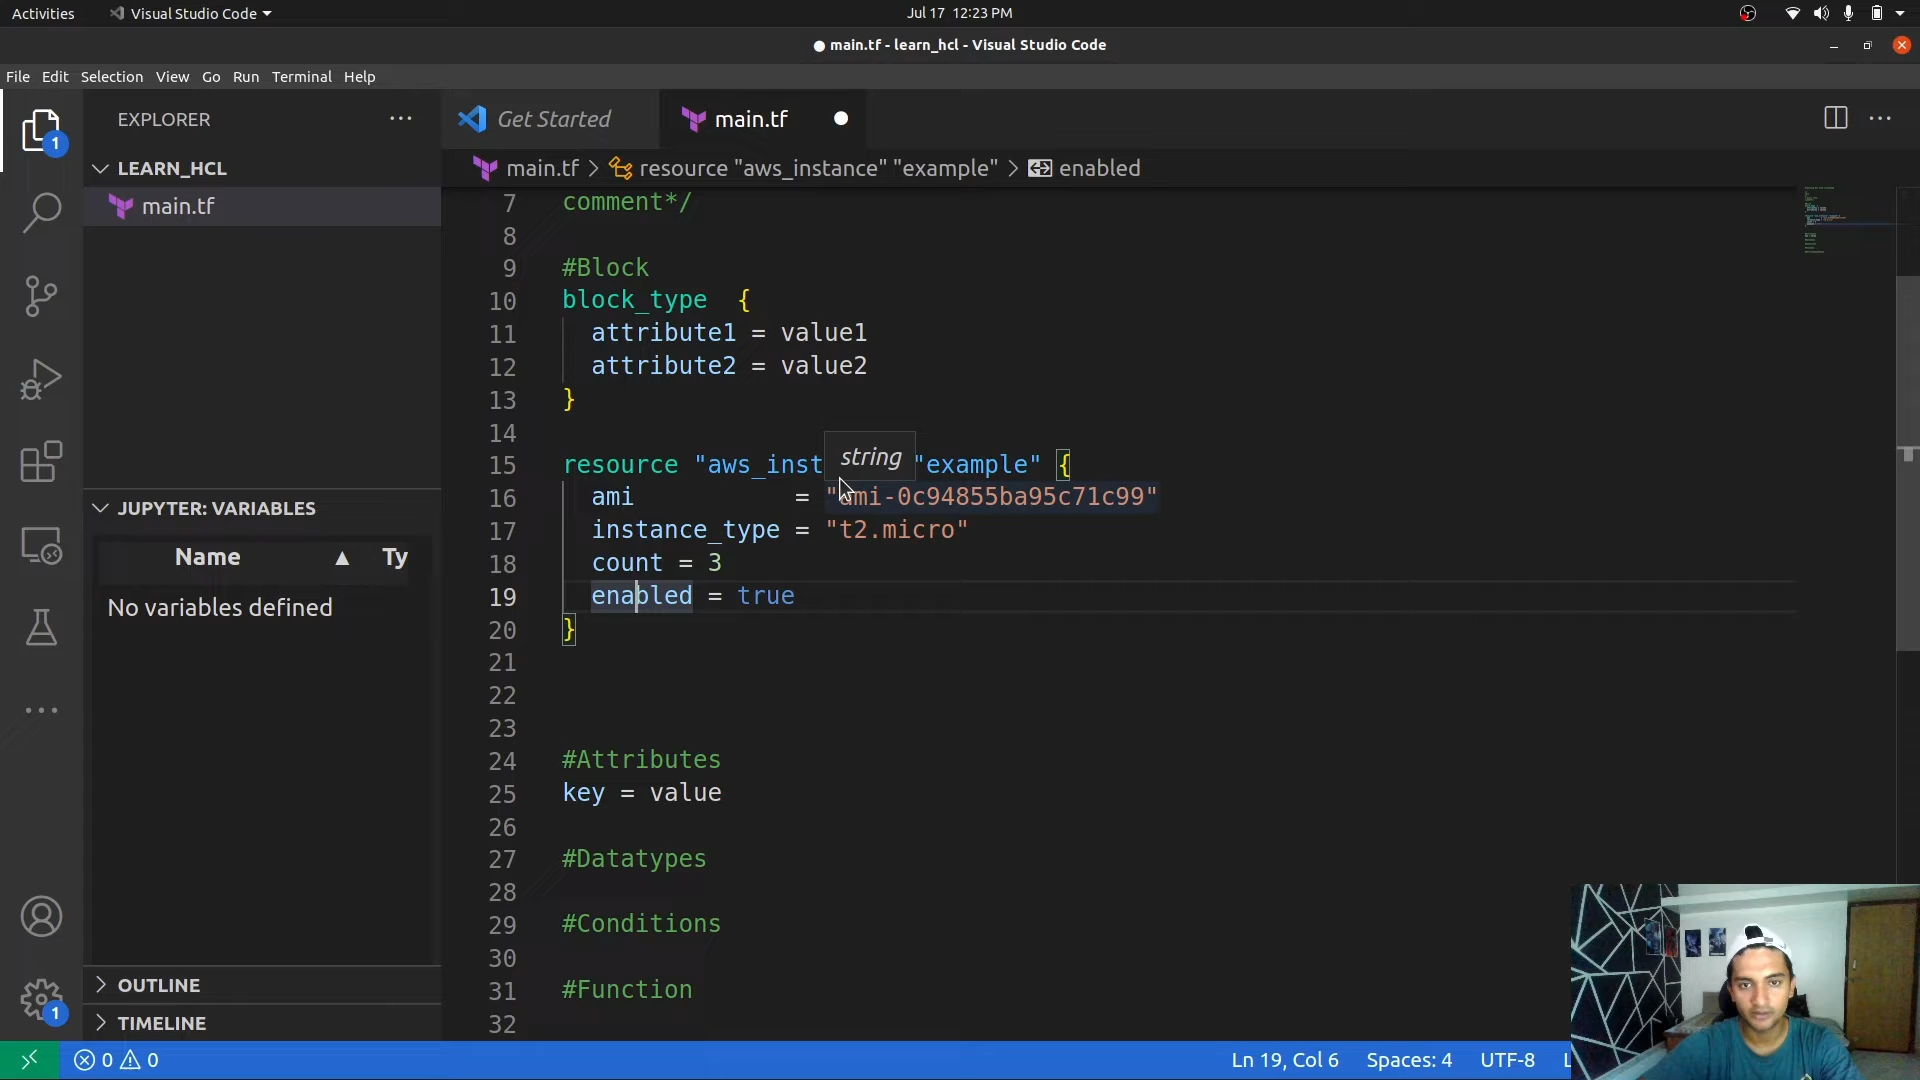 Activities
Visual Studio Code
Jul 17 12:23 PM
main.tf - learn_hcl - Visual Studio Code
File Edit Selection View Go Run Terminal Help
1
EXPLORER
Get Started
main.tf
LEARN_HCL
main.tf
main.tf > resource "aws_instance" "example" > enabled
7 comment*/
8
9 #Block
10 block_type {
11 attribute1 = value1
12 attribute2 = value2
13 }
14
string
15 resource "aws_inst "example" {
16 ami = "ami-0c94855ba95c71c99"
17 instance_type = "t2.micro"
18 count = 3
19 enabled = true
20 }
21
22
23
24 #Attributes
25 key = value
26
27 #Datatypes
28
29 #Conditions
30
31 #Function
32
JUPYTER: VARIABLES
Name Ty
No variables defined
OUTLINE
TIMELINE
1
0 0
Ln 19, Col 6 Spaces: 4 UTF-8